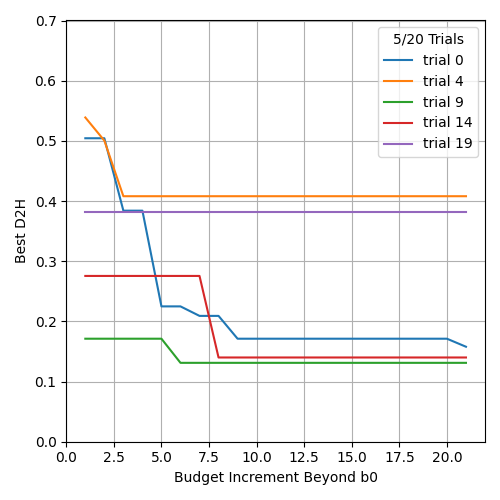 0.7
0.6
0.5
0.4
0.3
0.2
0.1
0.0
Best D2H
5/20 Trials
trial 0
trial 4
trial 9
trial 14
trial 19
0.0 2.5 5.0 7.5 10.0 12.5 15.0 17.5 20.0
Budget Increment Beyond b0